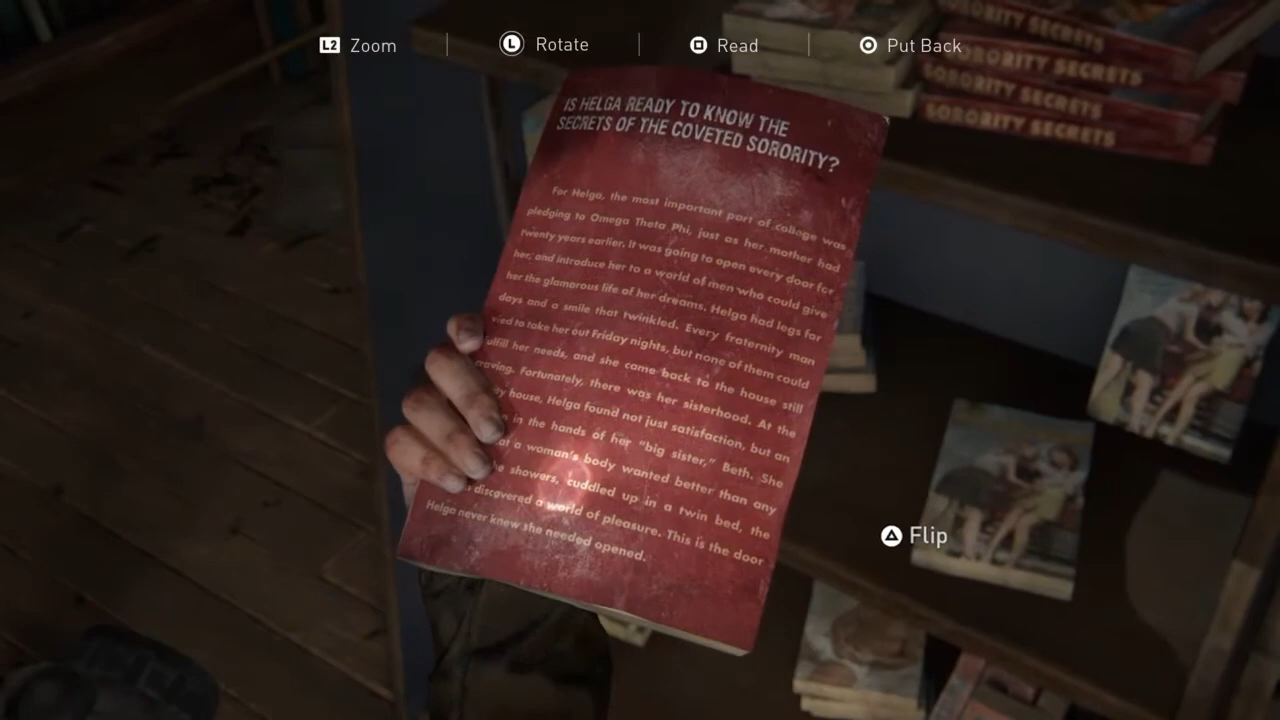 L2 Zoom
L Rotate
Read
Put Back
SORORITY SECRETS
SORORITY SECRETS
SORORITY SECRETS
SORORITY SECRETS
IS HELGA READY TO KNOW THE
SECRETS OF THE COVETED SORORITY?
For Helga, the most important part of college was
pledging to Omega Theta Phi, just as her mother had
twenty years earlier. It was going to open every door for
her, and introduce her to a world of men who could give
her the glamorous life of her dreams. Helga had legs for
days and a smile that twinkled. Every fraternity man
vied to take her out Friday nights, but none of them could
ulfill her needs, and she came back to the house still
craving. Fortunately, there was her sisterhood. At the
ty house, Helga found not just satisfaction, but an
in the hands of her "big sister," Beth. She
at a woman's body wanted better than any
e showers, cuddled up in a twin bed, the
discovered a world of pleasure. This is the door
Helga never knew she needed opened.
Flip